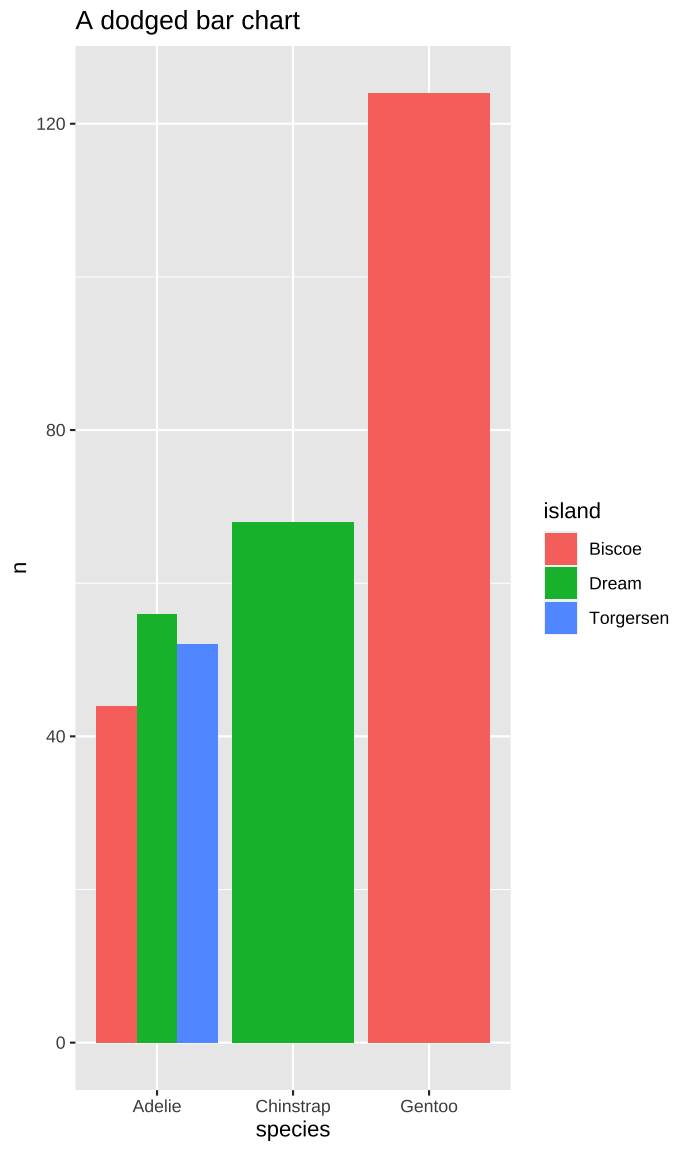 A dodged bar chart
120
80
40
0
n
Adelie
Chinstrap
Gentoo
species
island
Biscoe
Dream
Torgersen